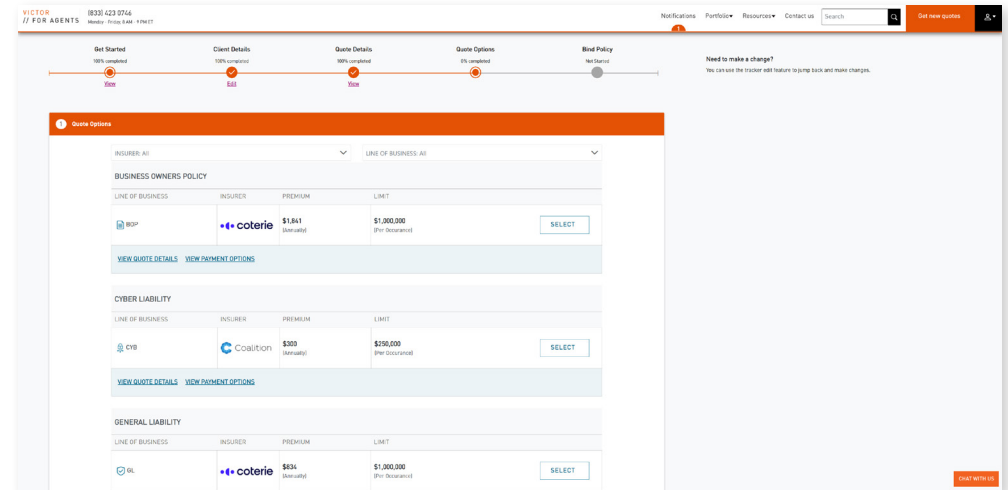 VICTOR
// FOR AGENTS
(833) 423 0746
Monday - Friday, 8 AM - 9 PM ET
Notifications
1
Portfolio
Resources
Contact us
Search
Get new quotes
Get Started
100% completed
View
Client Details
100% completed
Edit
Quote Details
100% completed
View
Quote Options
0% completed
Bind Policy
Not Started
Need to make a change?
You can use the tracker edit feature to jump back and make changes.
1 Quote Options
INSURER: All
LINE OF BUSINESS: All
BUSINESS OWNERS POLICY
LINE OF BUSINESS INSURER PREMIUM LIMIT
BOP coterie $1,841 $1,000,000 SELECT
(Annually) (Per Occurance)
VIEW QUOTE DETAILS VIEW PAYMENT OPTIONS
CYBER LIABILITY
LINE OF BUSINESS INSURER PREMIUM LIMIT
CYB Coalition $300 $250,000 SELECT
(Annually) (Per Occurance)
VIEW QUOTE DETAILS VIEW PAYMENT OPTIONS
GENERAL LIABILITY
LINE OF BUSINESS INSURER PREMIUM LIMIT
GL coterie $834 $1,000,000 SELECT
(Annually) (Per Occurance)
CHAT WITH US